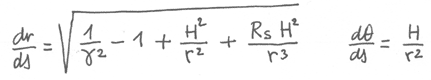 dr/ds = √(1/γ² − 1 + H²/r² + R_S H²/r³)    dθ/ds = H/r²